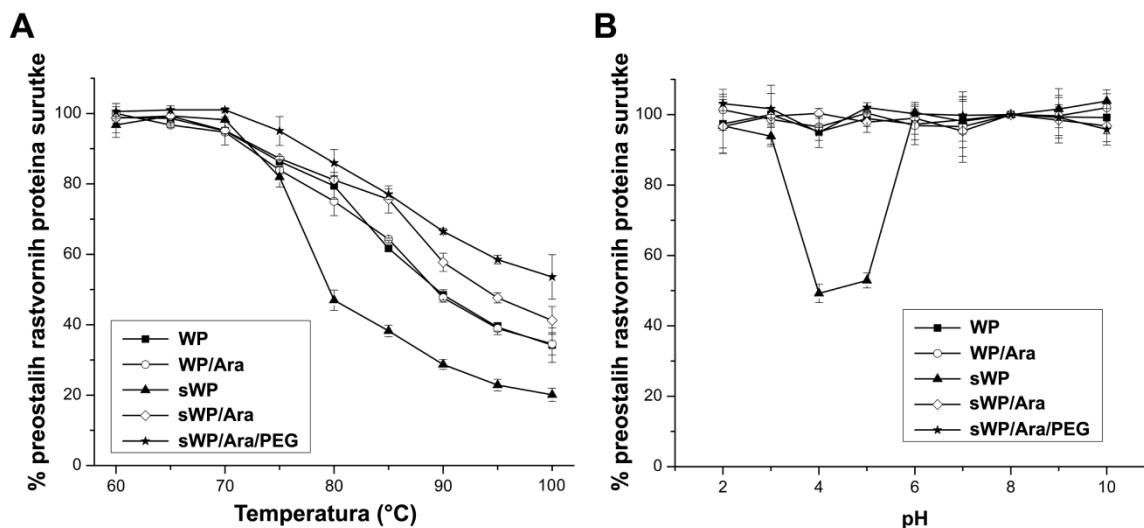 A
% preostalih rastvornih proteina surutke
100
80
60
40
20
0
WP
WP/Ara
sWP
sWP/Ara
sWP/Ara/PEG
60
70
80
90
100
Temperatura (°C)
B
% preostalih rastvornih proteina surutke
100
80
60
40
20
0
WP
WP/Ara
sWP
sWP/Ara
sWP/Ara/PEG
2
4
6
8
10
pH